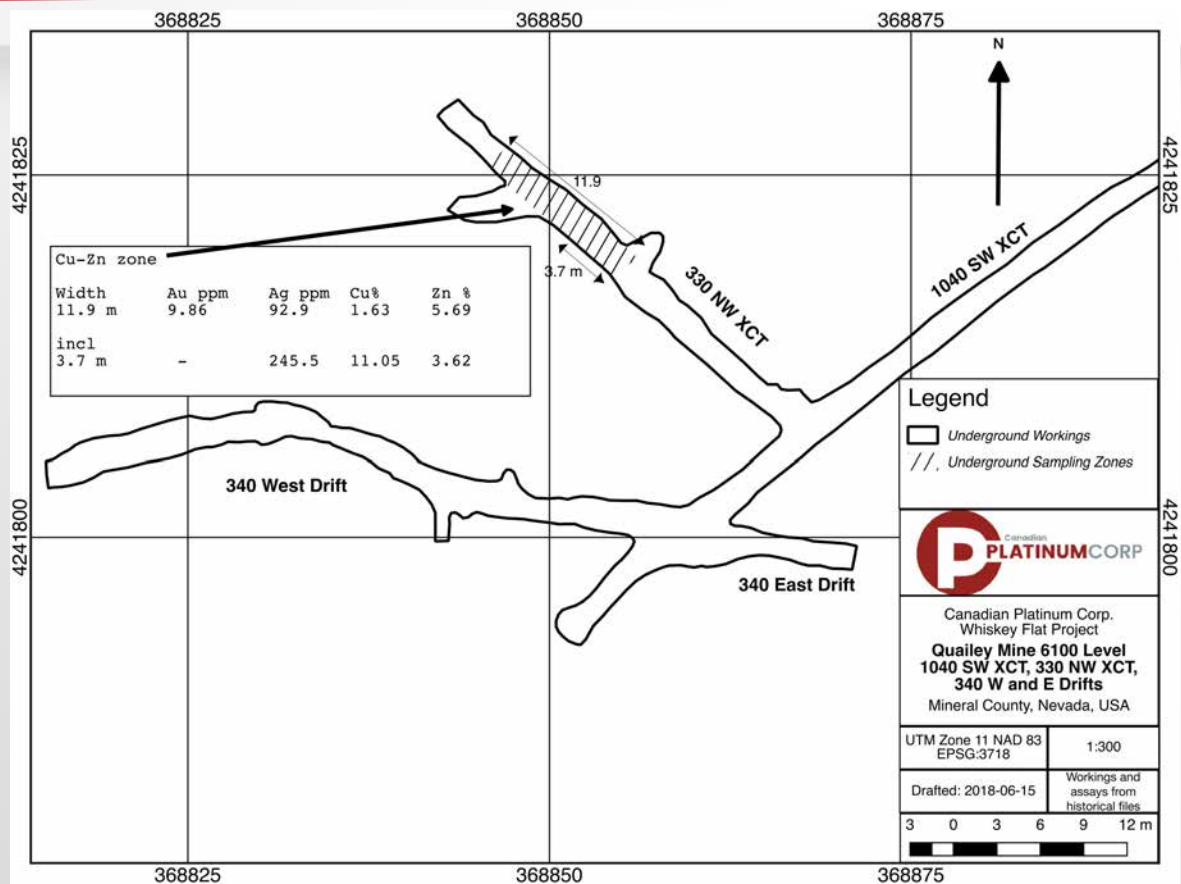 368825 368850 368875
N
4241825
4241825
11.9
3.7 m
330 NW XCT
1040 SW XCT
Cu-Zn zone
Width Au ppm Ag ppm Cu% Zn %
11.9 m 9.86 92.9 1.63 5.69
incl
3.7 m - 245.5 11.05 3.62
340 West Drift
340 East Drift
4241800
4241800
Legend
Underground Workings
Underground Sampling Zones
Canadian
PLATINUMCORP
Canadian Platinum Corp.
Whiskey Flat Project
Quailey Mine 6100 Level
1040 SW XCT, 330 NW XCT,
340 W and E Drifts
Mineral County, Nevada, USA
UTM Zone 11 NAD 83
EPSG:3718
1:300
Drafted: 2018-06-15
Workings and
assays from
historical files
3 0 3 6 9 12 m
368825 368850 368875